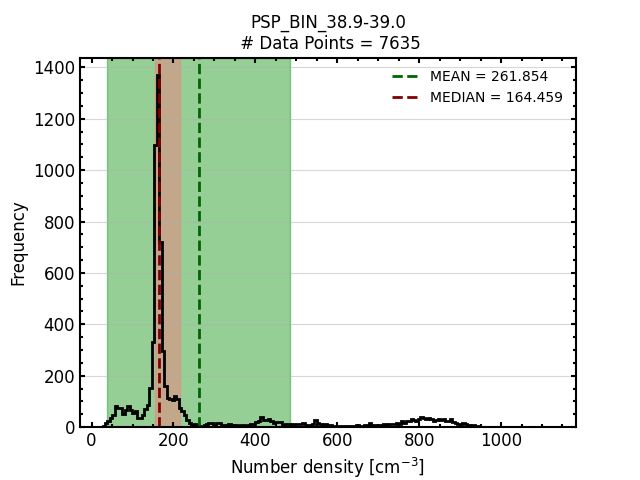 PSP_BIN_38.9-39.0
# Data Points = 7635
MEAN = 261.854
MEDIAN = 164.459
1400
1200
1000
800
600
400
200
0
Frequency
0 200 400 600 800 1000
Number density [cm⁻³]